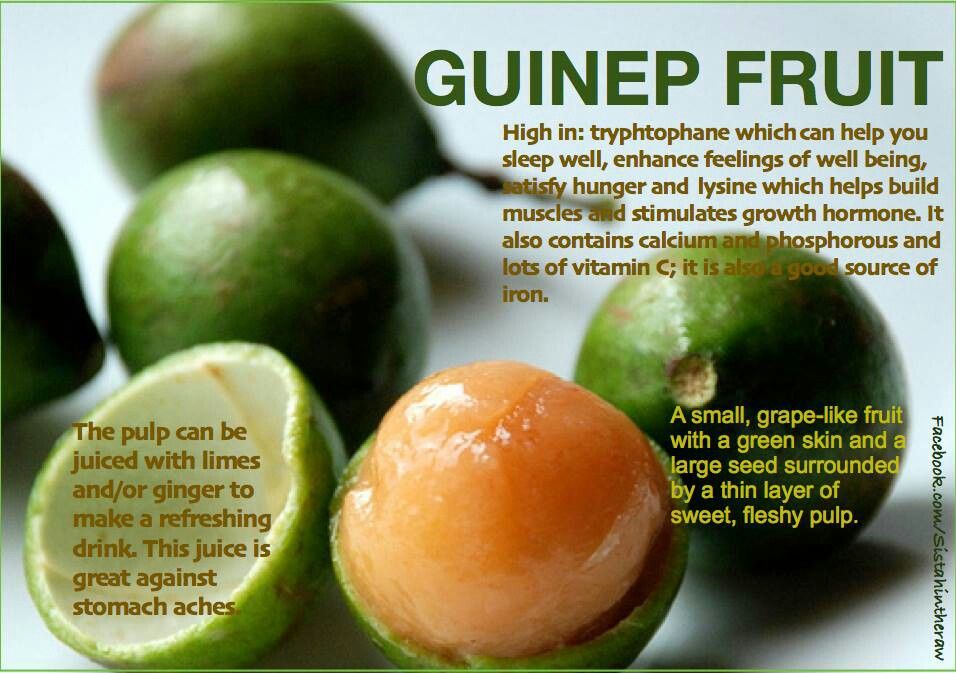 GUINEP FRUIT
High in: tryphtophane which can help you
sleep well, enhance feelings of well being,
satisfy hunger and lysine which helps build
muscles and stimulates growth hormone. It
also contains calcium and phosphorous and
lots of vitamin C; it is also a good source of
iron.
The pulp can be
juiced with limes
and/or ginger to
make a refreshing
drink. This juice is
great against
stomach aches.
A small, grape-like fruit
with a green skin and a
large seed surrounded
by a thin layer of
sweet, fleshy pulp.
Facebook.com/Sistahintheraw